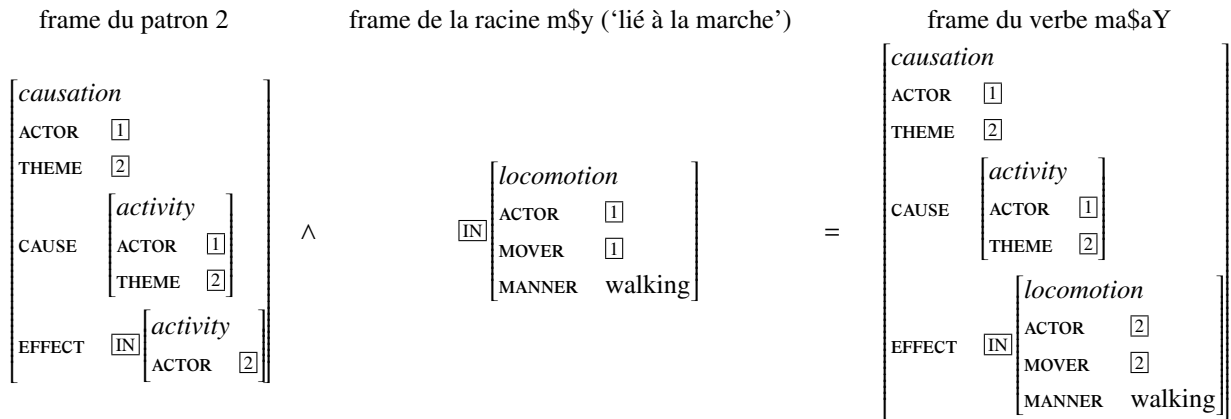 frame du patron 2
causation
ACTOR 1
THEME 2
CAUSE
activity
ACTOR 1
THEME 2
EFFECT IN
activity
ACTOR 2
∧
frame de la racine m$y (‘lié à la marche’)
IN
locomotion
ACTOR 1
MOVER 1
MANNER walking
=
frame du verbe ma$aY
causation
ACTOR 1
THEME 2
CAUSE
activity
ACTOR 1
THEME 2
EFFECT IN
locomotion
ACTOR 2
MOVER 2
MANNER walking